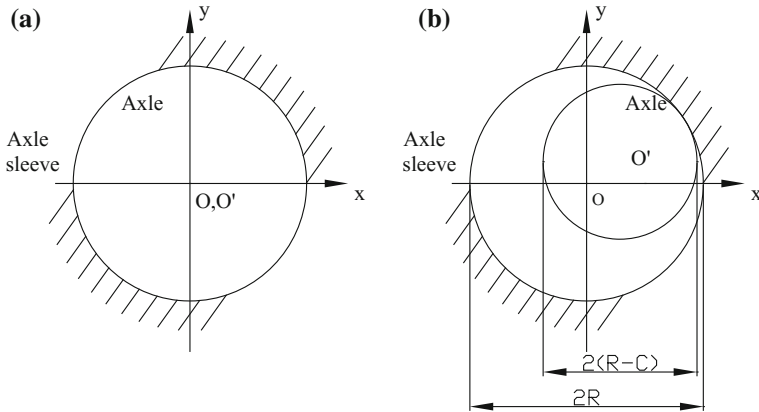 (a)
y
Axle
Axle
sleeve
x
O,O'
(b)
y
Axle
Axle
sleeve
O'
x
O
2(R-C)
2R